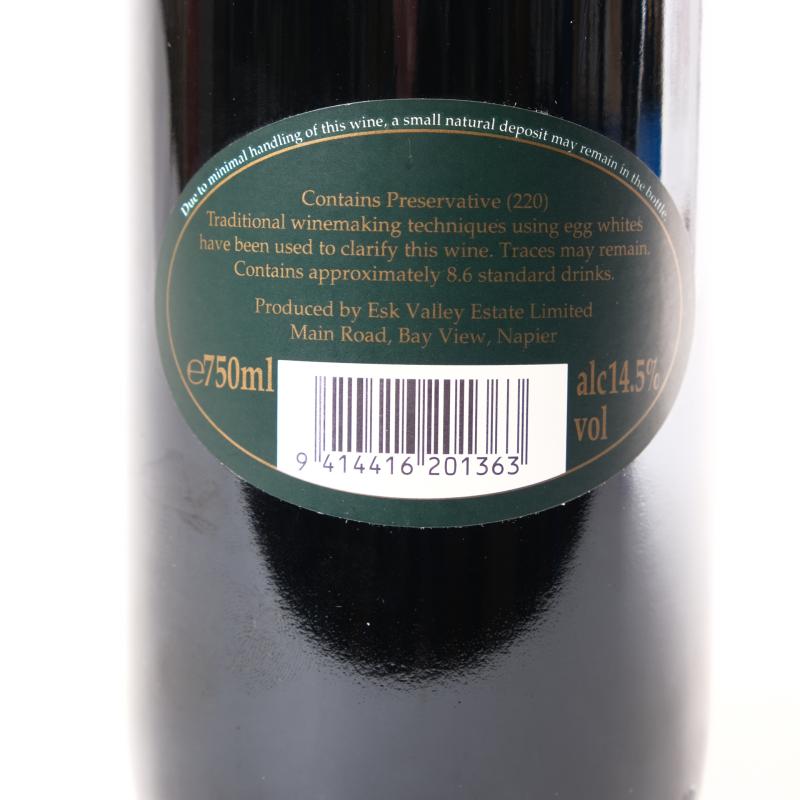 Due to minimal handling of this wine, a small natural deposit may remain in the bottle.
Contains Preservative (220)
Traditional winemaking techniques using egg whites
have been used to clarify this wine. Traces may remain.
Contains approximately 8.6 standard drinks.
Produced by Esk Valley Estate Limited
Main Road, Bay View, Napier
℮750ml
alc14.5%
vol
9 414416 201363